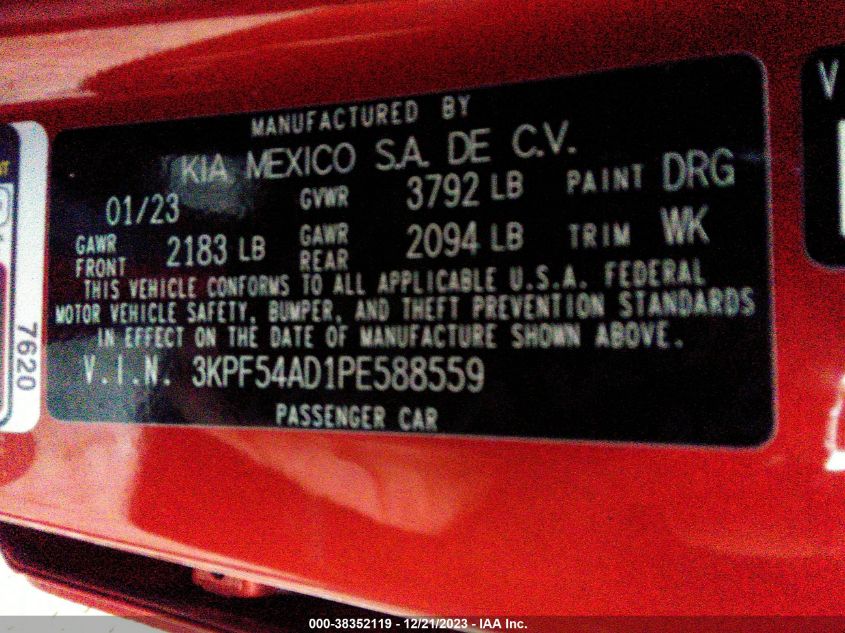 MANUFACTURED BY
KIA MEXICO S.A. DE C.V.
01/23 GVWR 3792 LB PAINT DRG
GAWR FRONT 2183 LB GAWR REAR 2094 LB TRIM WK
THIS VEHICLE CONFORMS TO ALL APPLICABLE U.S.A. FEDERAL
MOTOR VEHICLE SAFETY, BUMPER, AND THEFT PREVENTION STANDARDS
IN EFFECT ON THE DATE OF MANUFACTURE SHOWN ABOVE.
V.I.N. 3KPF54AD1PE588559
PASSENGER CAR
7620
V
000-38352119 - 12/21/2023 - IAA Inc.